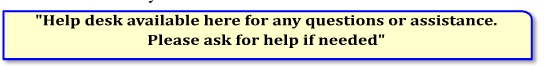 "Help desk available here for any questions or assistance.
Please ask for help if needed"